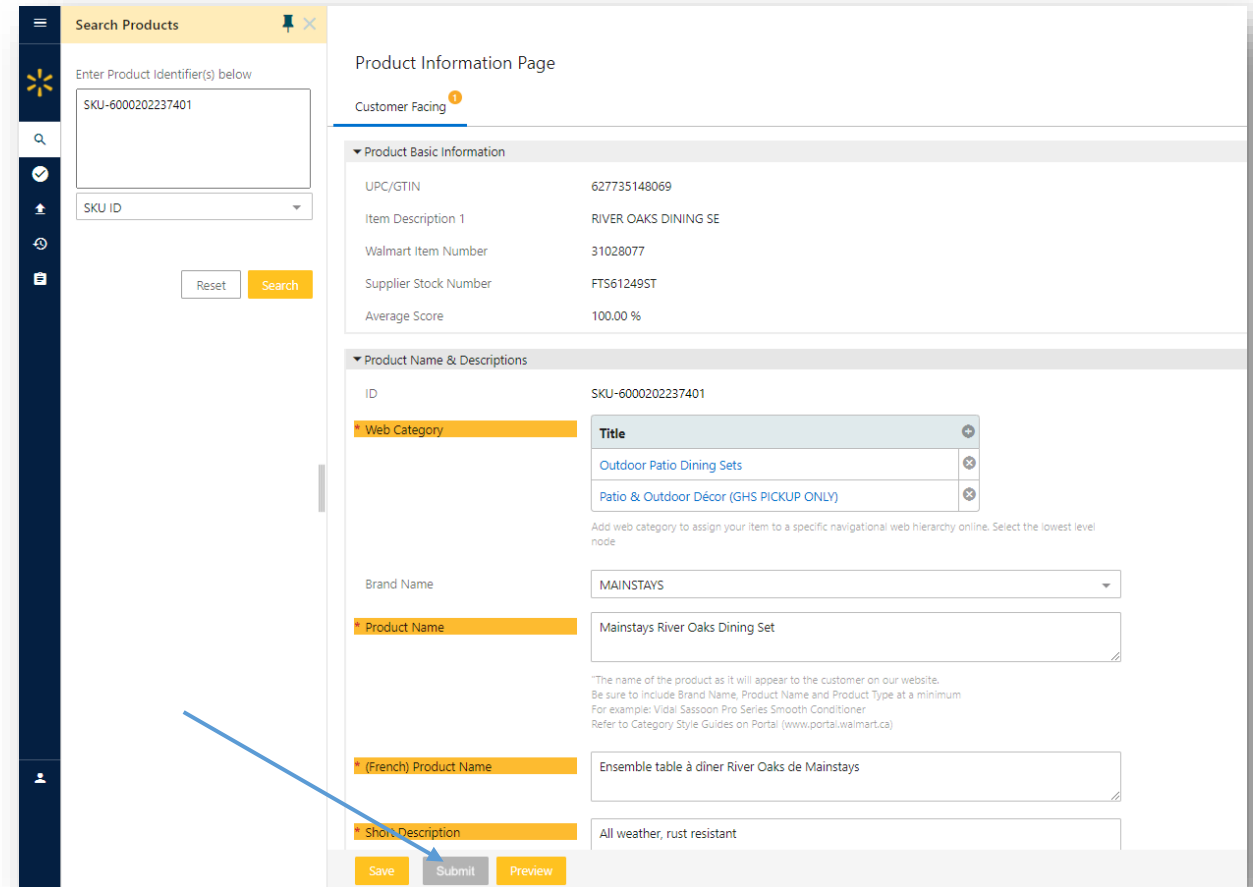 Search Products
Enter Product Identifier(s) below
SKU-6000202237401
SKU ID
Reset
Search
Product Information Page
Customer Facing
1
Product Basic Information
UPC/GTIN
627735148069
Item Description 1
RIVER OAKS DINING SE
Walmart Item Number
31028077
Supplier Stock Number
FTS61249ST
Average Score
100.00 %
Product Name & Descriptions
ID
SKU-6000202237401
* Web Category
Title
Outdoor Patio Dining Sets
Patio & Outdoor Décor (GHS PICKUP ONLY)
Add web category to assign your item to a specific navigational web hierarchy online. Select the lowest level
node
Brand Name
MAINSTAYS
* Product Name
Mainstays River Oaks Dining Set
"The name of the product as it will appear to the customer on our website.
Be sure to include Brand Name, Product Name and Product Type at a minimum
For example: Vidal Sassoon Pro Series Smooth Conditioner
Refer to Category Style Guides on Portal (www.portal.walmart.ca)
* (French) Product Name
Ensemble table à dîner River Oaks de Mainstays
* Short Description
All weather, rust resistant
Save
Submit
Preview